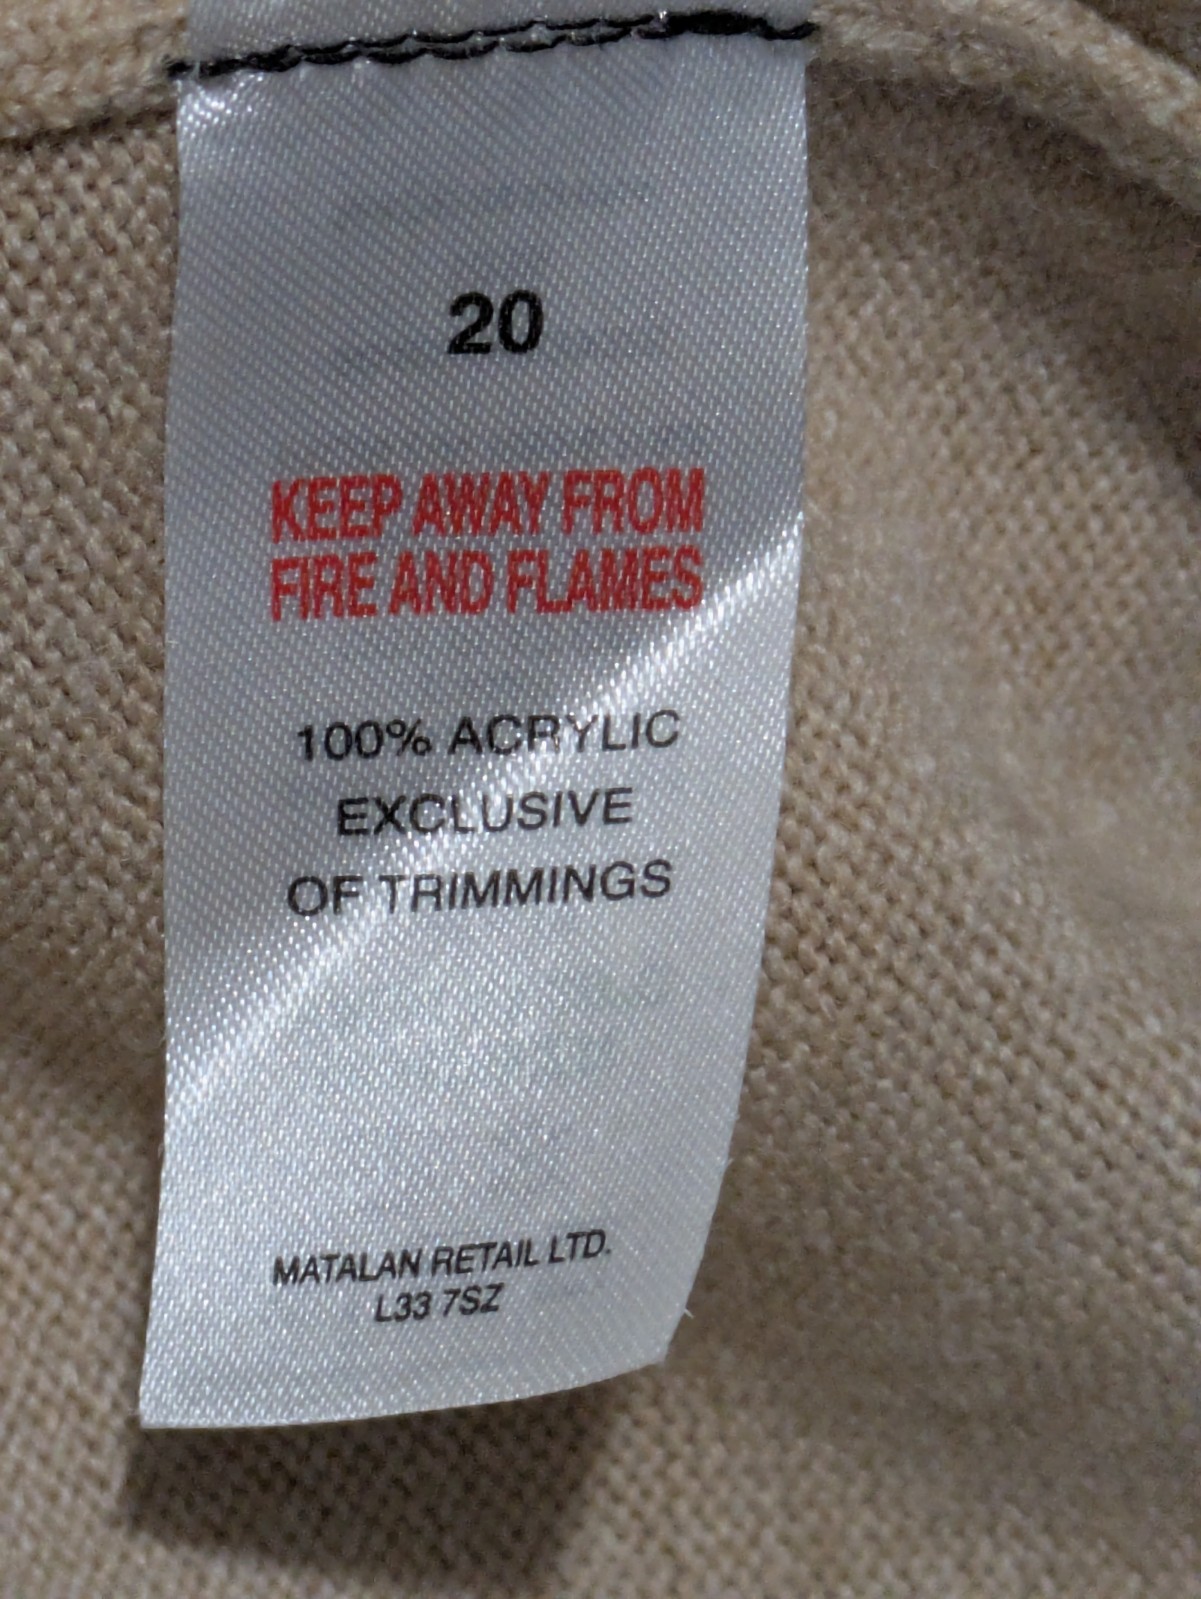 20
KEEP AWAY FROM
FIRE AND FLAMES
100% ACRYLIC
EXCLUSIVE
OF TRIMMINGS
MATALAN RETAIL LTD.
L33 7SZ